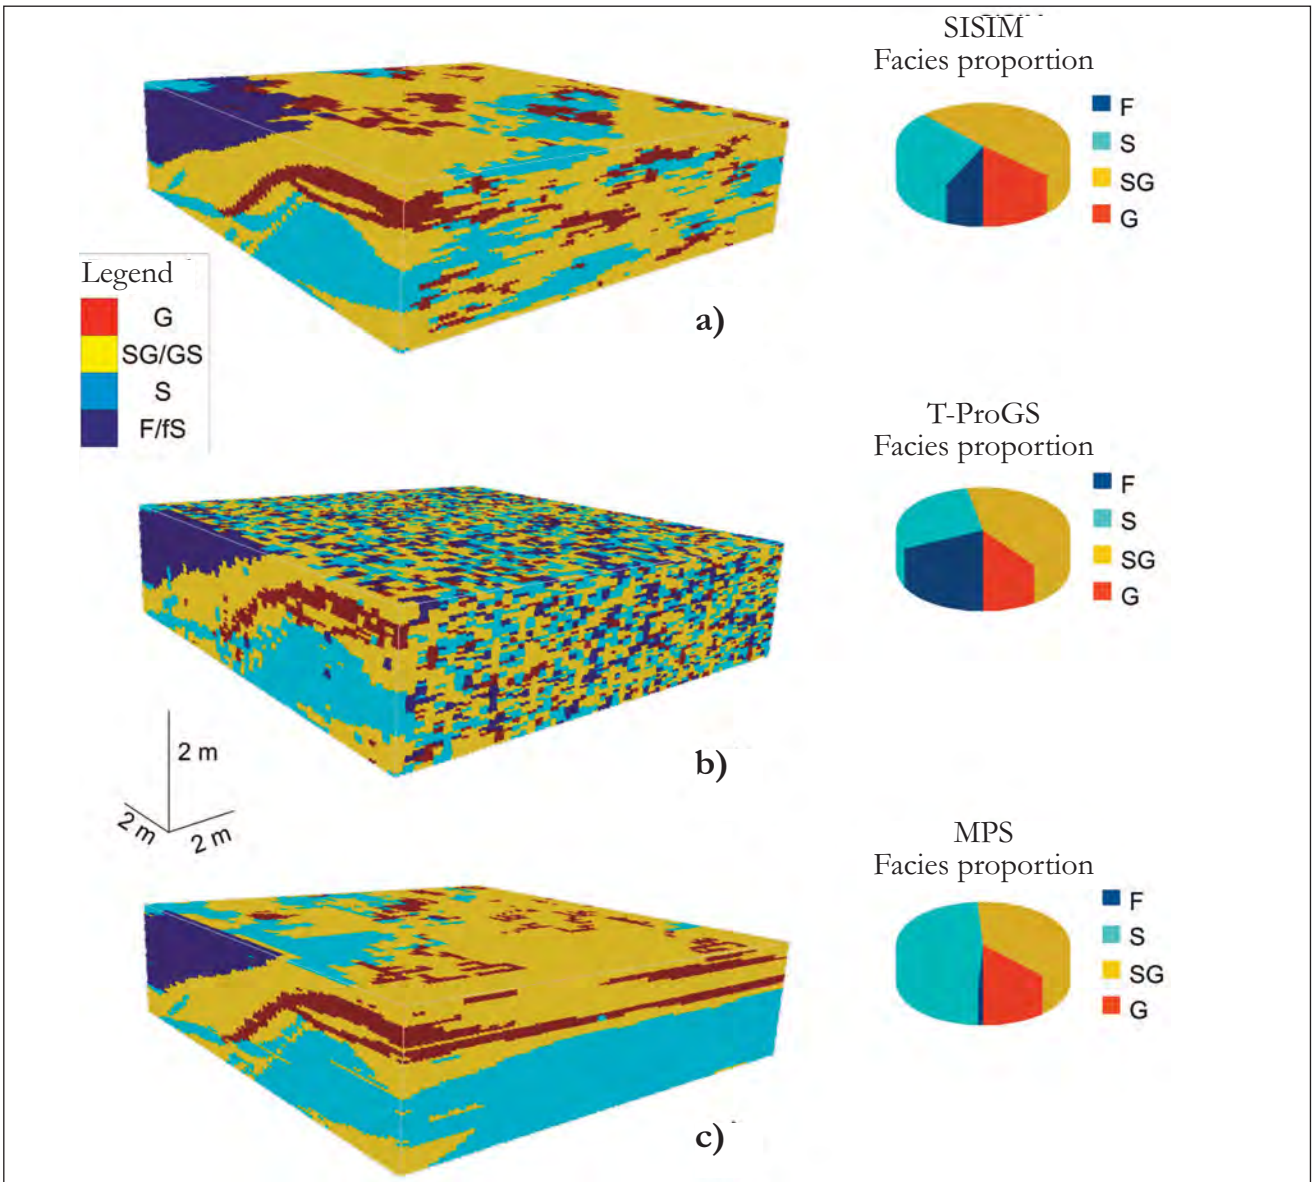 SISIM
Facies proportion
F
S
SG
G
a)
Legend
G
SG/GS
S
F/fS
T-ProGS
Facies proportion
F
S
SG
G
b)
2 m
2 m
2 m
MPS
Facies proportion
F
S
SG
G
c)